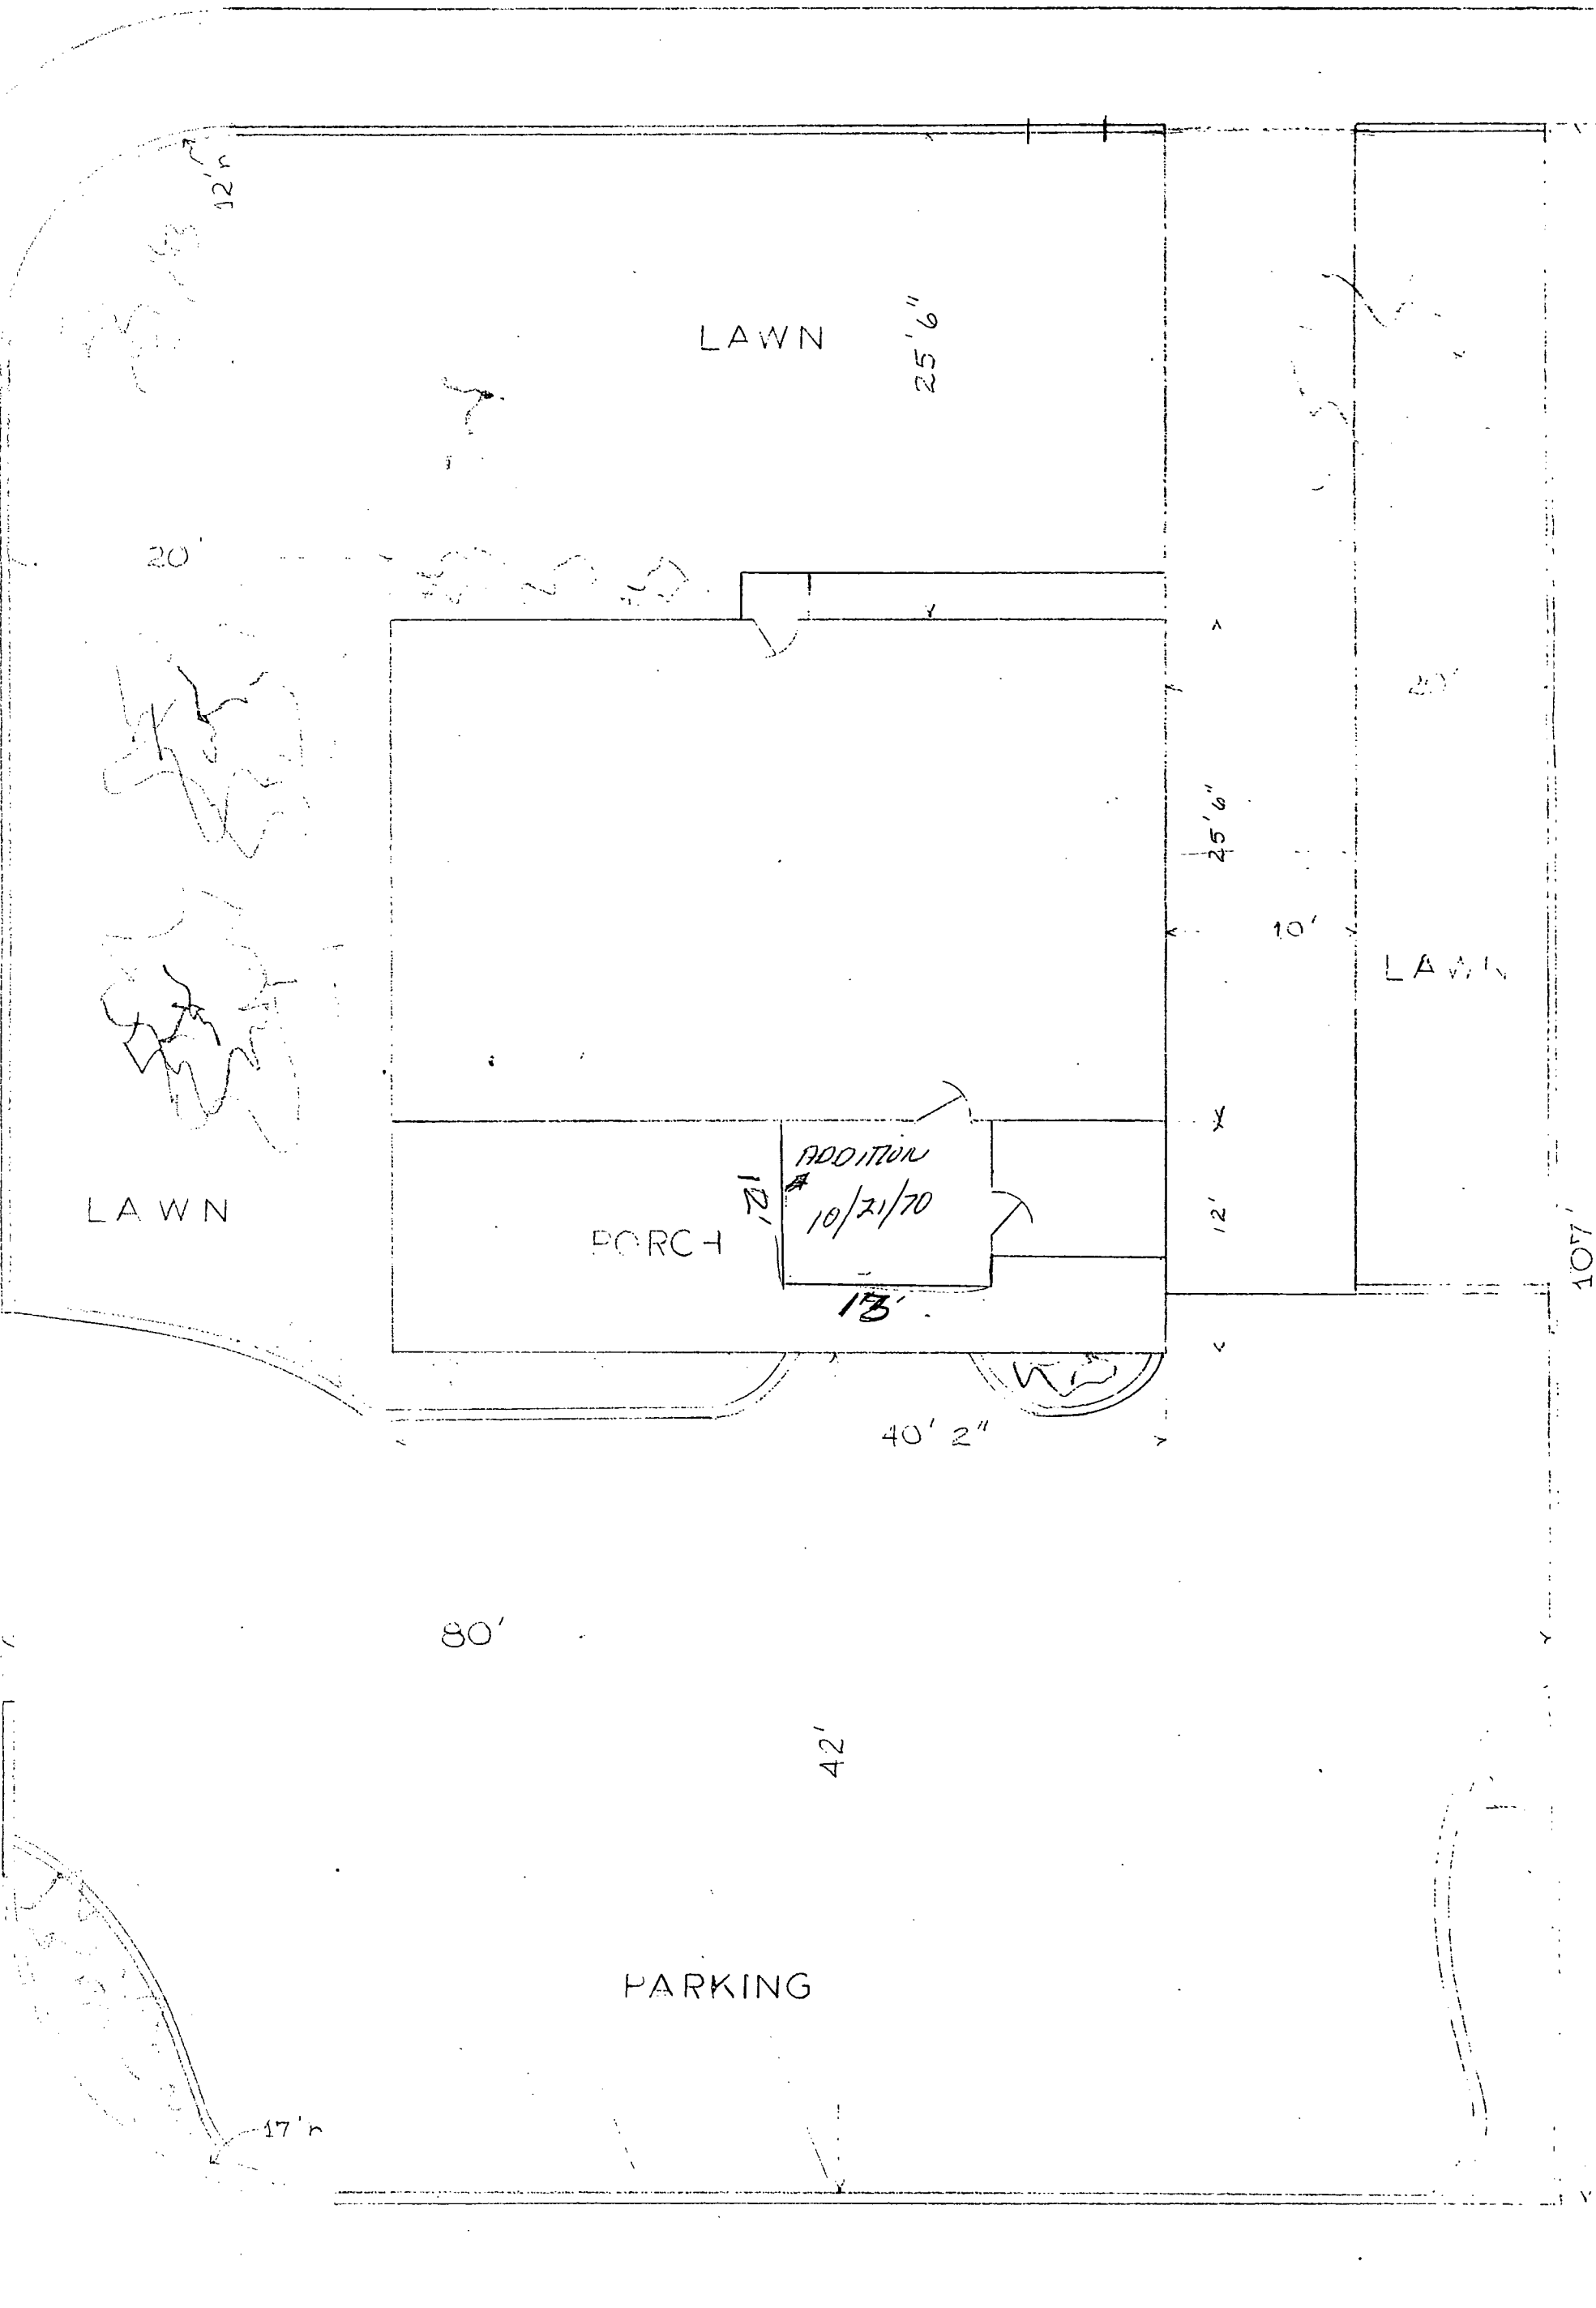 12'r
LAWN
25'6"
20'
20'
25'6"
10'
LAWN
ADDITION
10/21/70
12'
12'
LAWN
PORCH
107'
40' 2"
80'
42'
PARKING
17'r